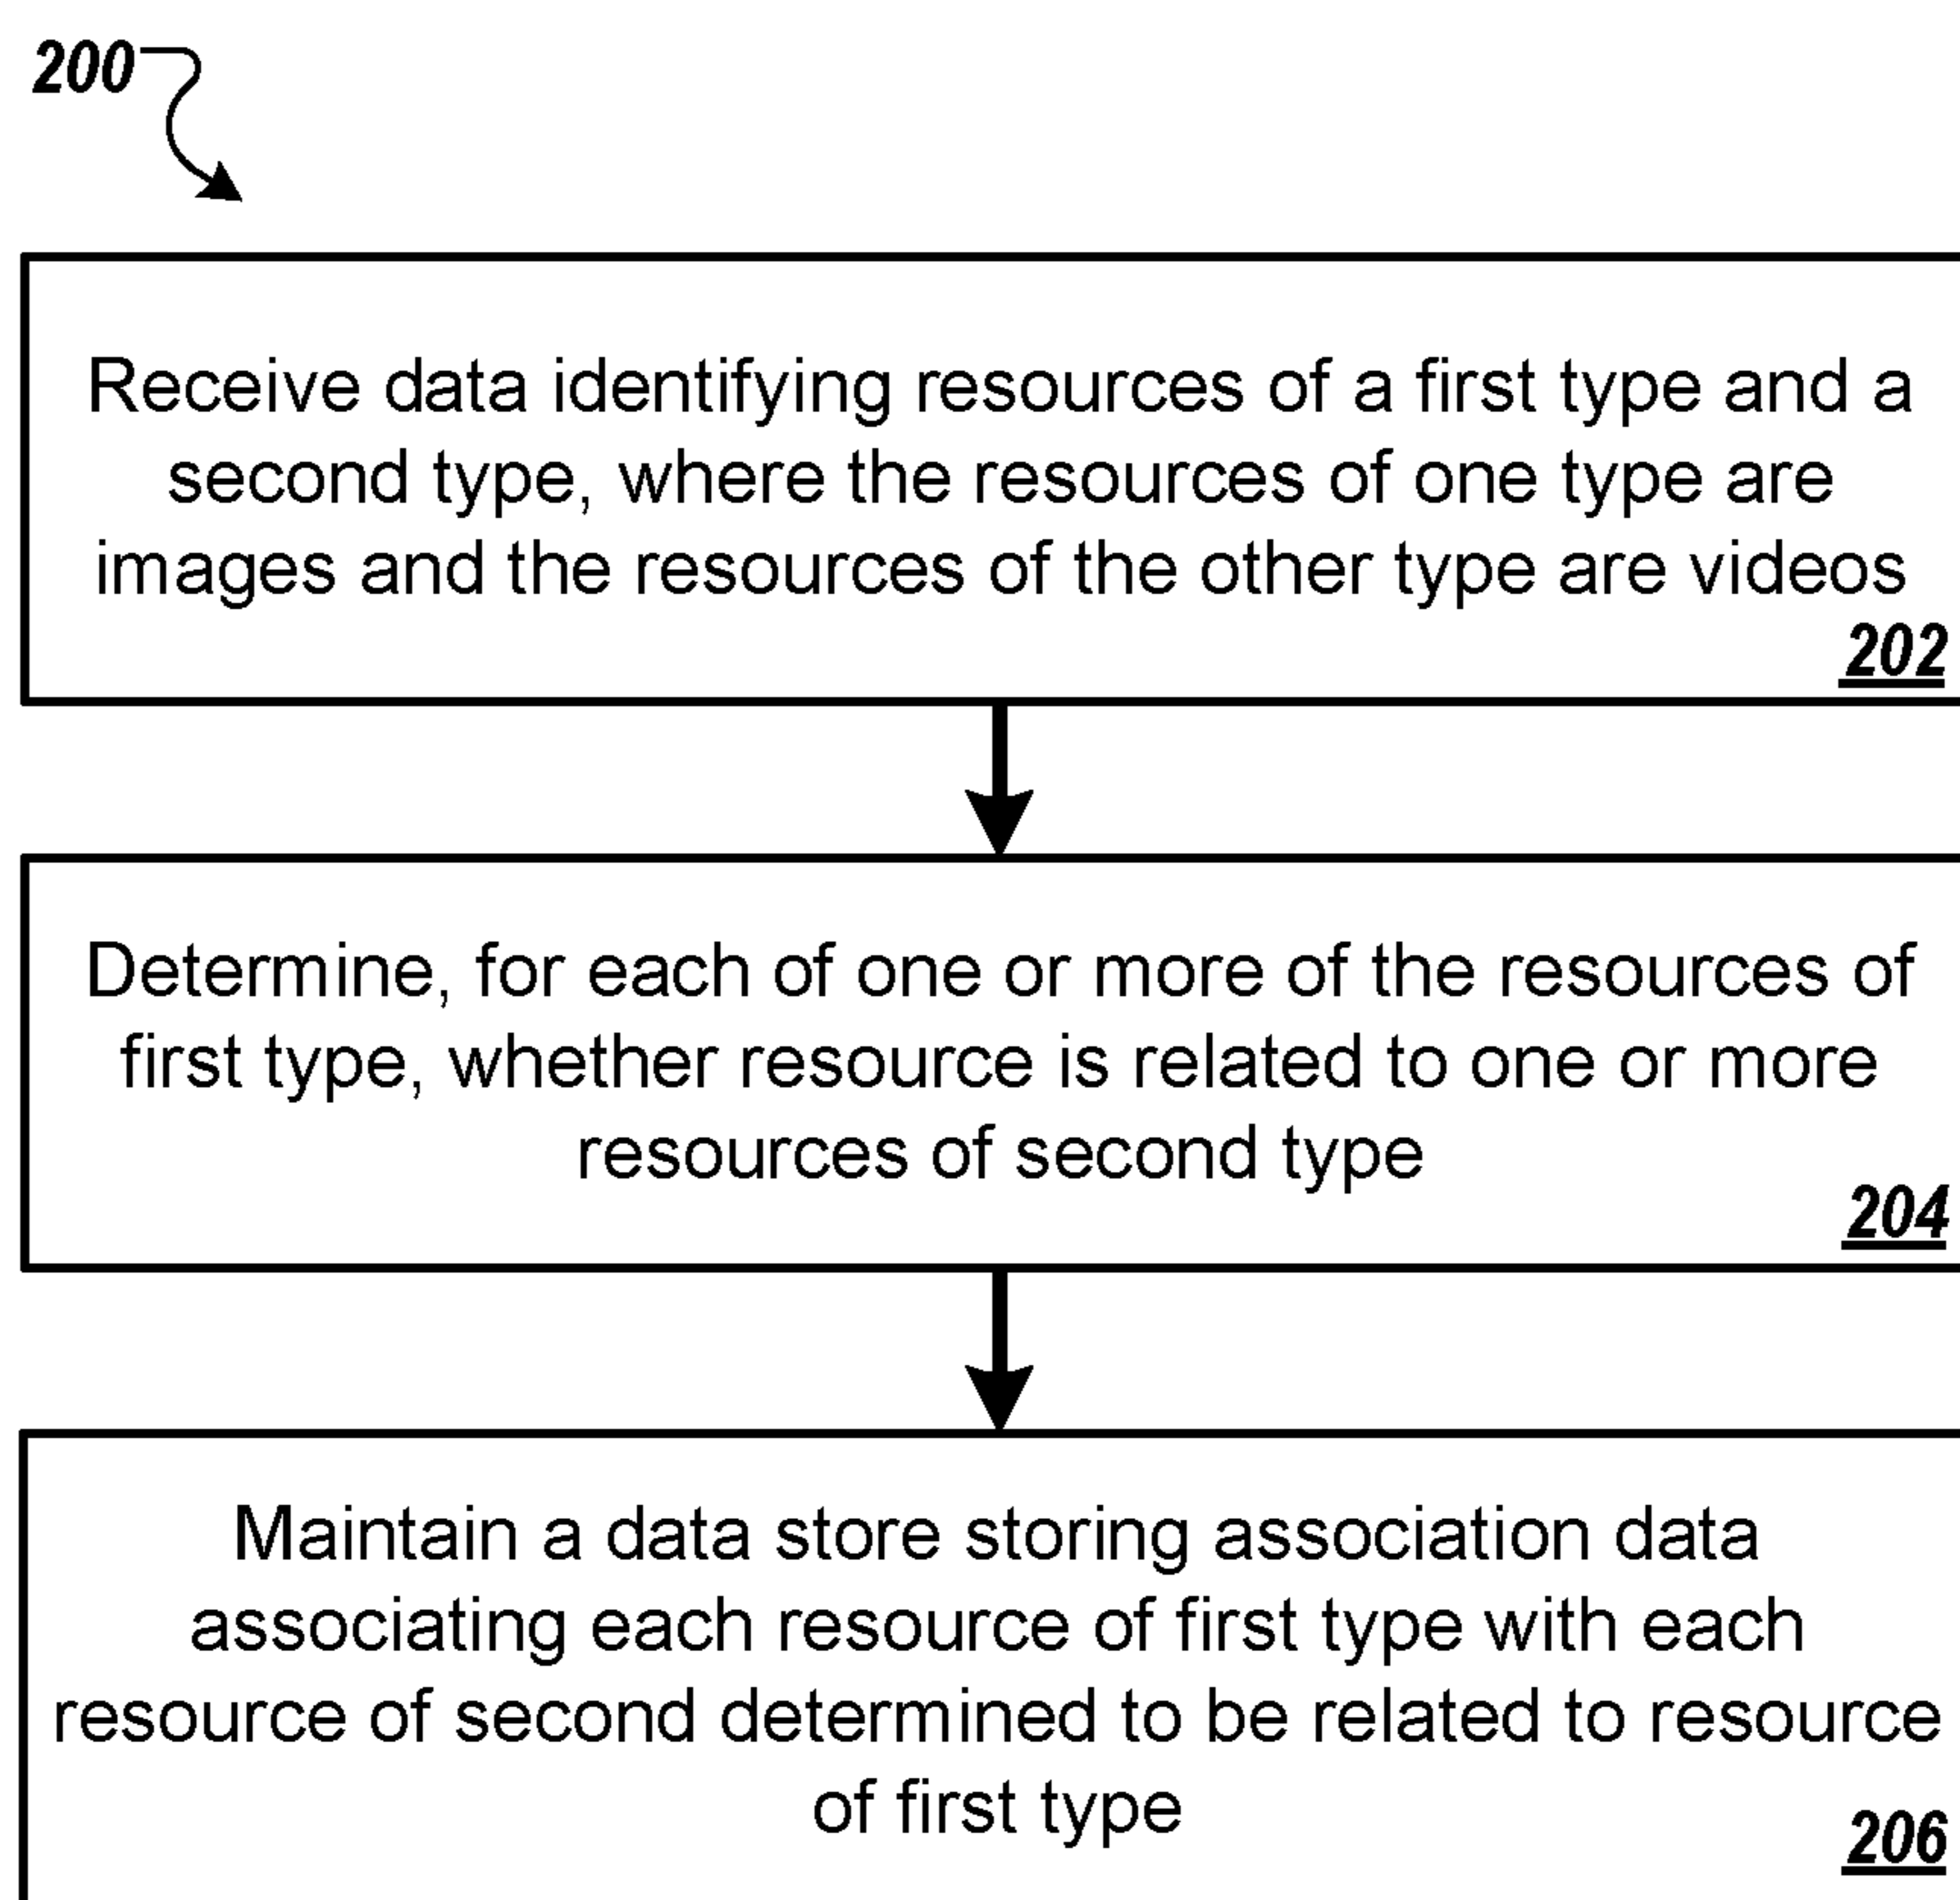 200
Receive data identifying resources of a first type and a
second type, where the resources of one type are
images and the resources of the other type are videos
202
Determine, for each of one or more of the resources of
first type, whether resource is related to one or more
resources of second type
204
Maintain a data store storing association data
associating each resource of first type with each
resource of second determined to be related to resource
of first type
206